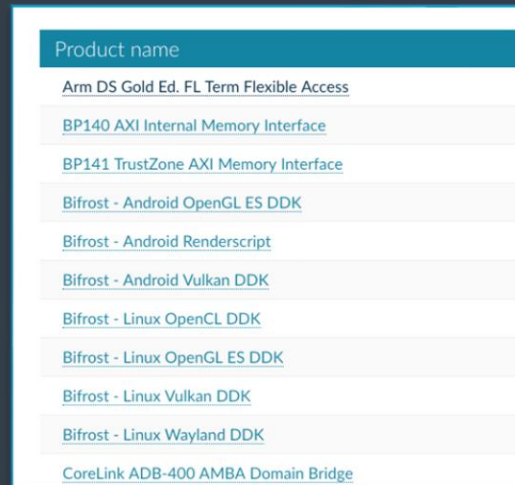 Product name
Arm DS Gold Ed. FL Term Flexible Access
BP140 AXI Internal Memory Interface
BP141 TrustZone AXI Memory Interface
Bifrost - Android OpenGL ES DDK
Bifrost - Android Renderscript
Bifrost - Android Vulkan DDK
Bifrost - Linux OpenCL DDK
Bifrost - Linux OpenGL ES DDK
Bifrost - Linux Vulkan DDK
Bifrost - Linux Wayland DDK
CoreLink ADB-400 AMBA Domain Bridge